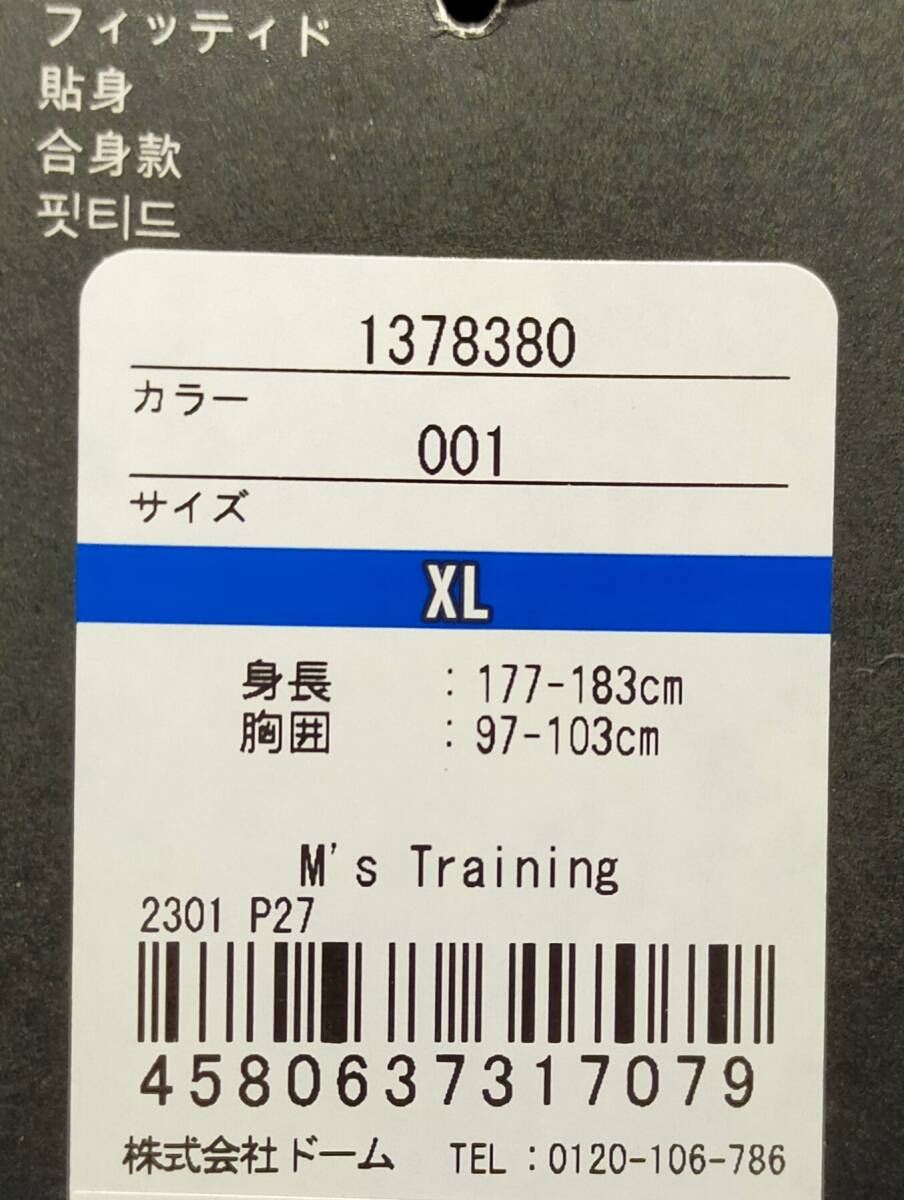 フィッティド
貼身
合身款
핏티드
1378380
カラー
001
サイズ
XL
身長 : 177-183cm
胸囲 : 97-103cm
M's Training
2301 P27
4580637317079
株式会社ドーム TEL : 0120-106-786